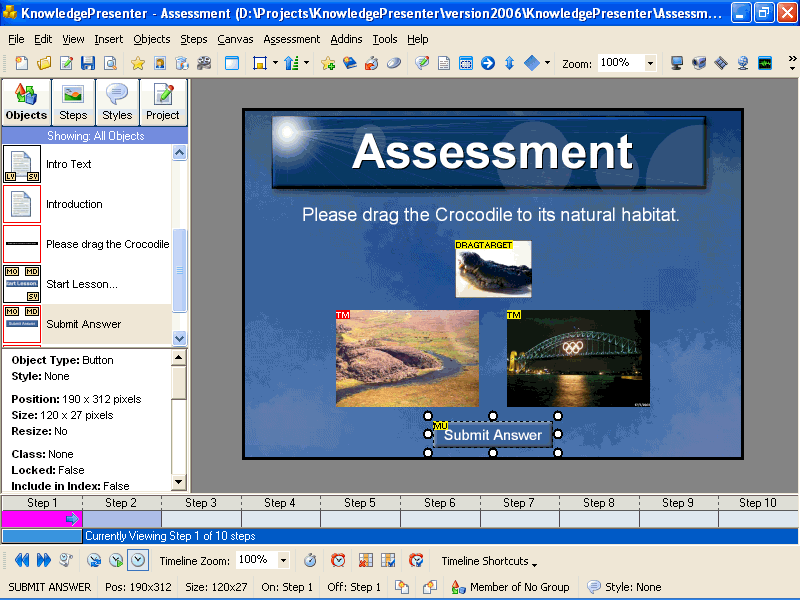 KnowledgePresenter - Assessment (D:\Projects\KnowledgePresenter\version2006\KnowledgePresenter\Assessm...
File Edit View Insert Objects Steps Canvas Assessment Addins Tools Help
Zoom: 100%
Objects Steps Styles Project
Showing: All Objects
LV SV
Intro Text
Introduction
Please drag the Crocodile
MO MD
Start Lesson
SV
Start Lesson...
MO MD
Submit Answer
Submit Answer
Object Type: Button
Style: None
Position: 190 x 312 pixels
Size: 120 x 27 pixels
Resize: No
Class: None
Locked: False
Include in Index: False
Assessment
Please drag the Crocodile to its natural habitat.
DRAGTARGET
TM TM
MU
Submit Answer
Step 1 Step 2 Step 3 Step 4 Step 5 Step 6 Step 7 Step 8 Step 9 Step 10
Currently Viewing Step 1 of 10 steps
Timeline Zoom: 100% Timeline Shortcuts
SUBMIT ANSWER Pos: 190x312 Size: 120x27 On: Step 1 Off: Step 1 Member of No Group Style: None